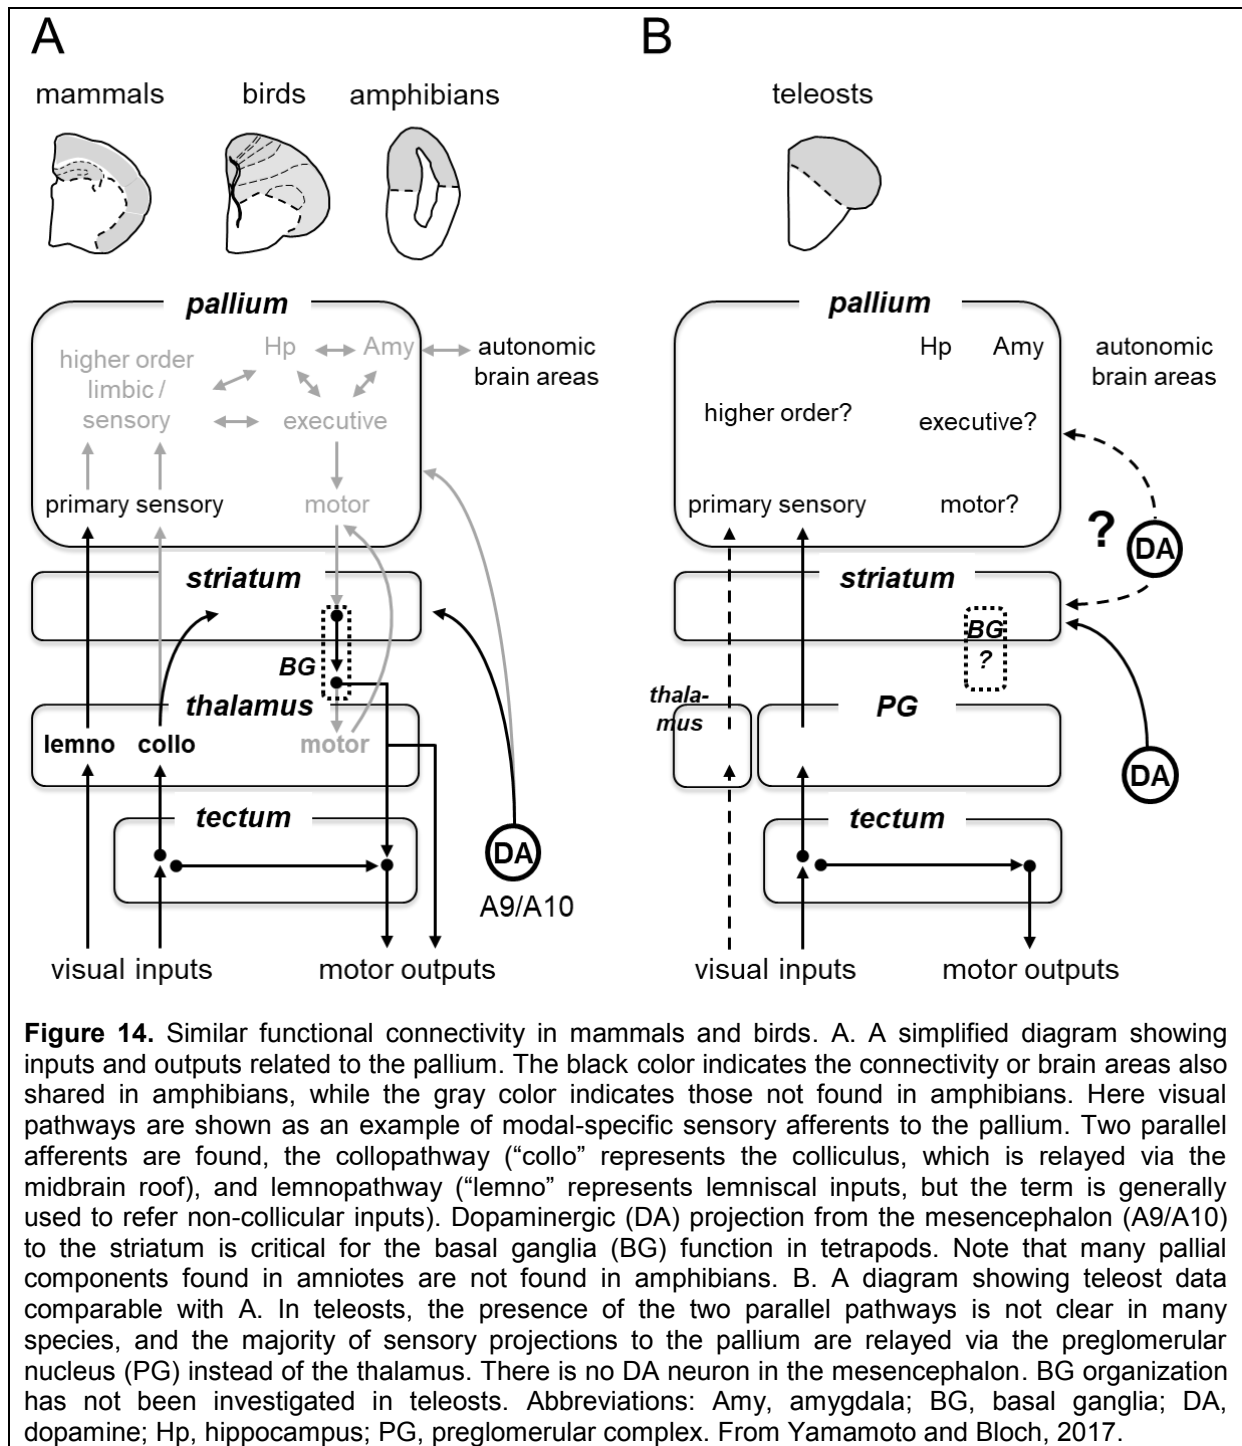 A
B
mammals
birds
amphibians
teleosts
pallium
higher order
limbic /
sensory
Hp
Amy
executive
primary sensory
motor
autonomic
brain areas
striatum
BG
thalamus
lemno
collo
motor
tectum
DA
A9/A10
visual inputs
motor outputs
pallium
Hp
Amy
higher order?
executive?
primary sensory
motor?
autonomic
brain areas
?
DA
striatum
BG
?
thala-
mus
PG
DA
tectum
visual inputs
motor outputs
Figure 14. Similar functional connectivity in mammals and birds. A. A simplified diagram showing
inputs and outputs related to the pallium. The black color indicates the connectivity or brain areas also
shared in amphibians, while the gray color indicates those not found in amphibians. Here visual
pathways are shown as an example of modal-specific sensory afferents to the pallium. Two parallel
afferents are found, the collopathway (“collo” represents the colliculus, which is relayed via the
midbrain roof), and lemnopathway (“lemno” represents lemniscal inputs, but the term is generally
used to refer non-collicular inputs). Dopaminergic (DA) projection from the mesencephalon (A9/A10)
to the striatum is critical for the basal ganglia (BG) function in tetrapods. Note that many pallial
components found in amniotes are not found in amphibians. B. A diagram showing teleost data
comparable with A. In teleosts, the presence of the two parallel pathways is not clear in many
species, and the majority of sensory projections to the pallium are relayed via the preglomerular
nucleus (PG) instead of the thalamus. There is no DA neuron in the mesencephalon. BG organization
has not been investigated in teleosts. Abbreviations: Amy, amygdala; BG, basal ganglia; DA,
dopamine; Hp, hippocampus; PG, preglomerular complex. From Yamamoto and Bloch, 2017.